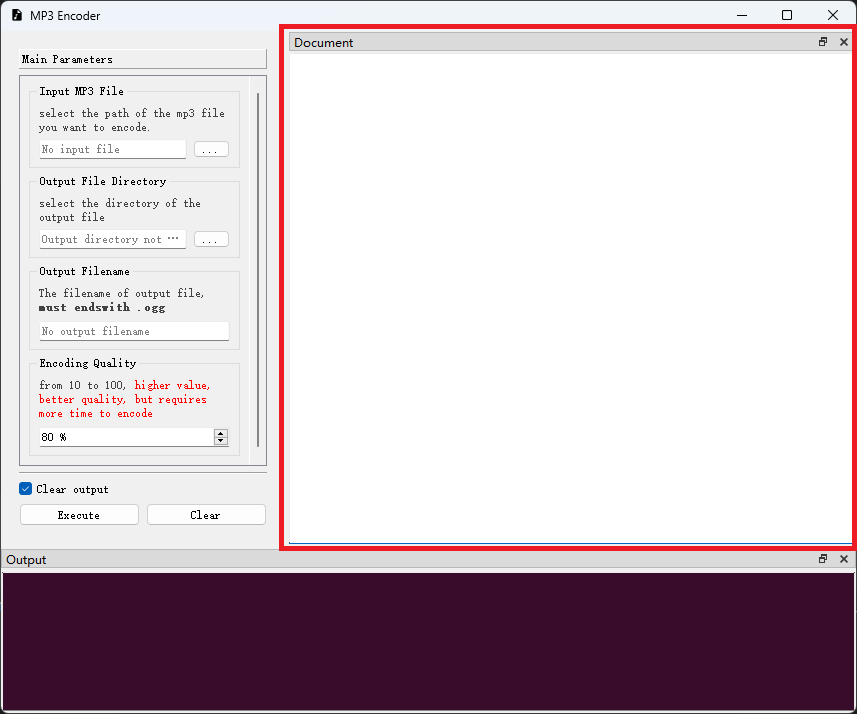 MP3 Encoder
Main Parameters
Input MP3 File
select the path of the mp3 file
you want to encode.
No input file
...
Output File Directory
select the directory of the
output file
Output directory not ···
...
Output Filename
The filename of output file,
must endswith .ogg
No output filename
Encoding Quality
from 10 to 100, higher value,
better quality, but requires
more time to encode
80 %
Clear output
Execute
Clear
Document
Output